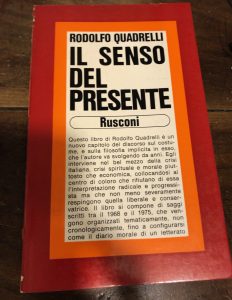 RODOLFO QUADRELLI
IL SENSO
DEL
PRESENTE
Rusconi
Questo libro di Rodolfo Quadrelli è un
nuovo capitolo del discorso sul costu-
me, e sulla filosofia implicita in esso,
che l'autore va svolgendo da anni. Egli
interviene nel bel mezzo della crisi
italiana, crisi spirituale e morale piut-
tosto che economica, collocandosi al
centro di coloro che rifiutano di essa
l'interpretazione radicale e progressi-
sta ma che non meno severamente
respingono quella liberale e conser-
vatrice. Il libro si compone di saggi
scritti tra il 1968 e il 1975, che ven-
gono organizzati tematicamente, non
cronologicamente, fino a configurar-
si come il diario morale di un letterato